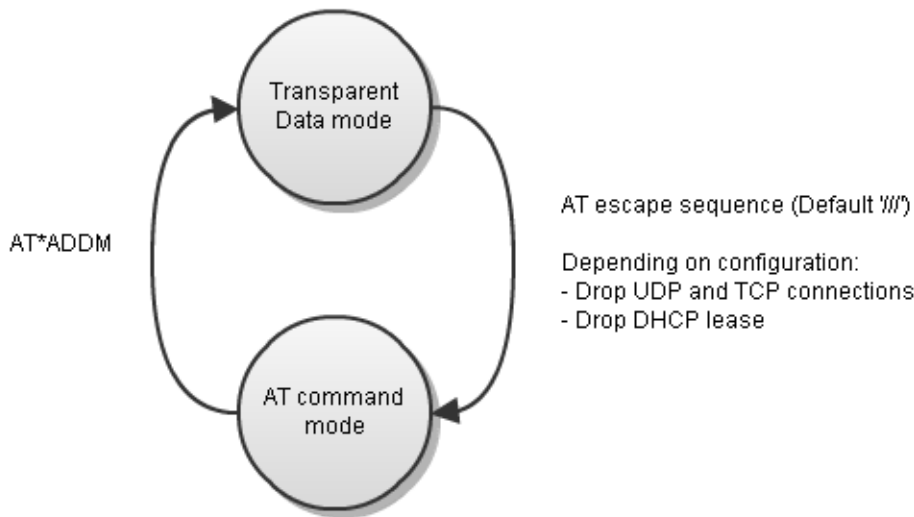 Transparent
Data mode
AT*ADDM
AT escape sequence (Default '///')
Depending on configuration:
- Drop UDP and TCP connections
- Drop DHCP lease
AT command
mode